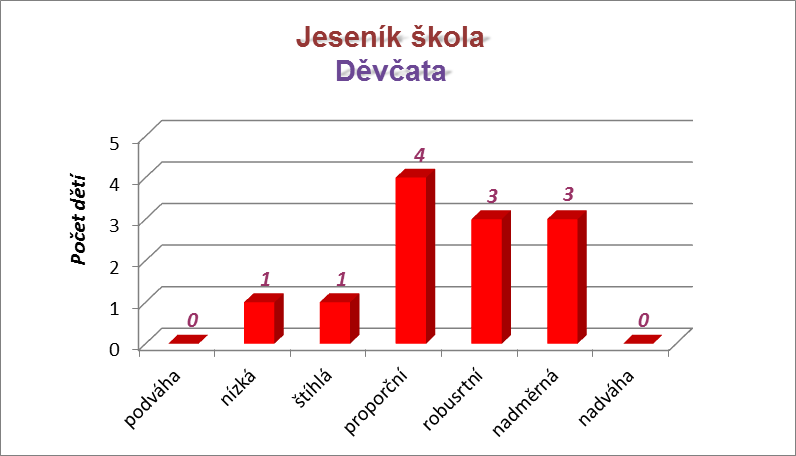 Jeseník škola
Děvčata
Počet dětí
5
4
3
2
1
0
0
1
1
4
3
3
0
podváha
nízká
štíhlá
proporční
robusrtní
nadměrná
nadváha